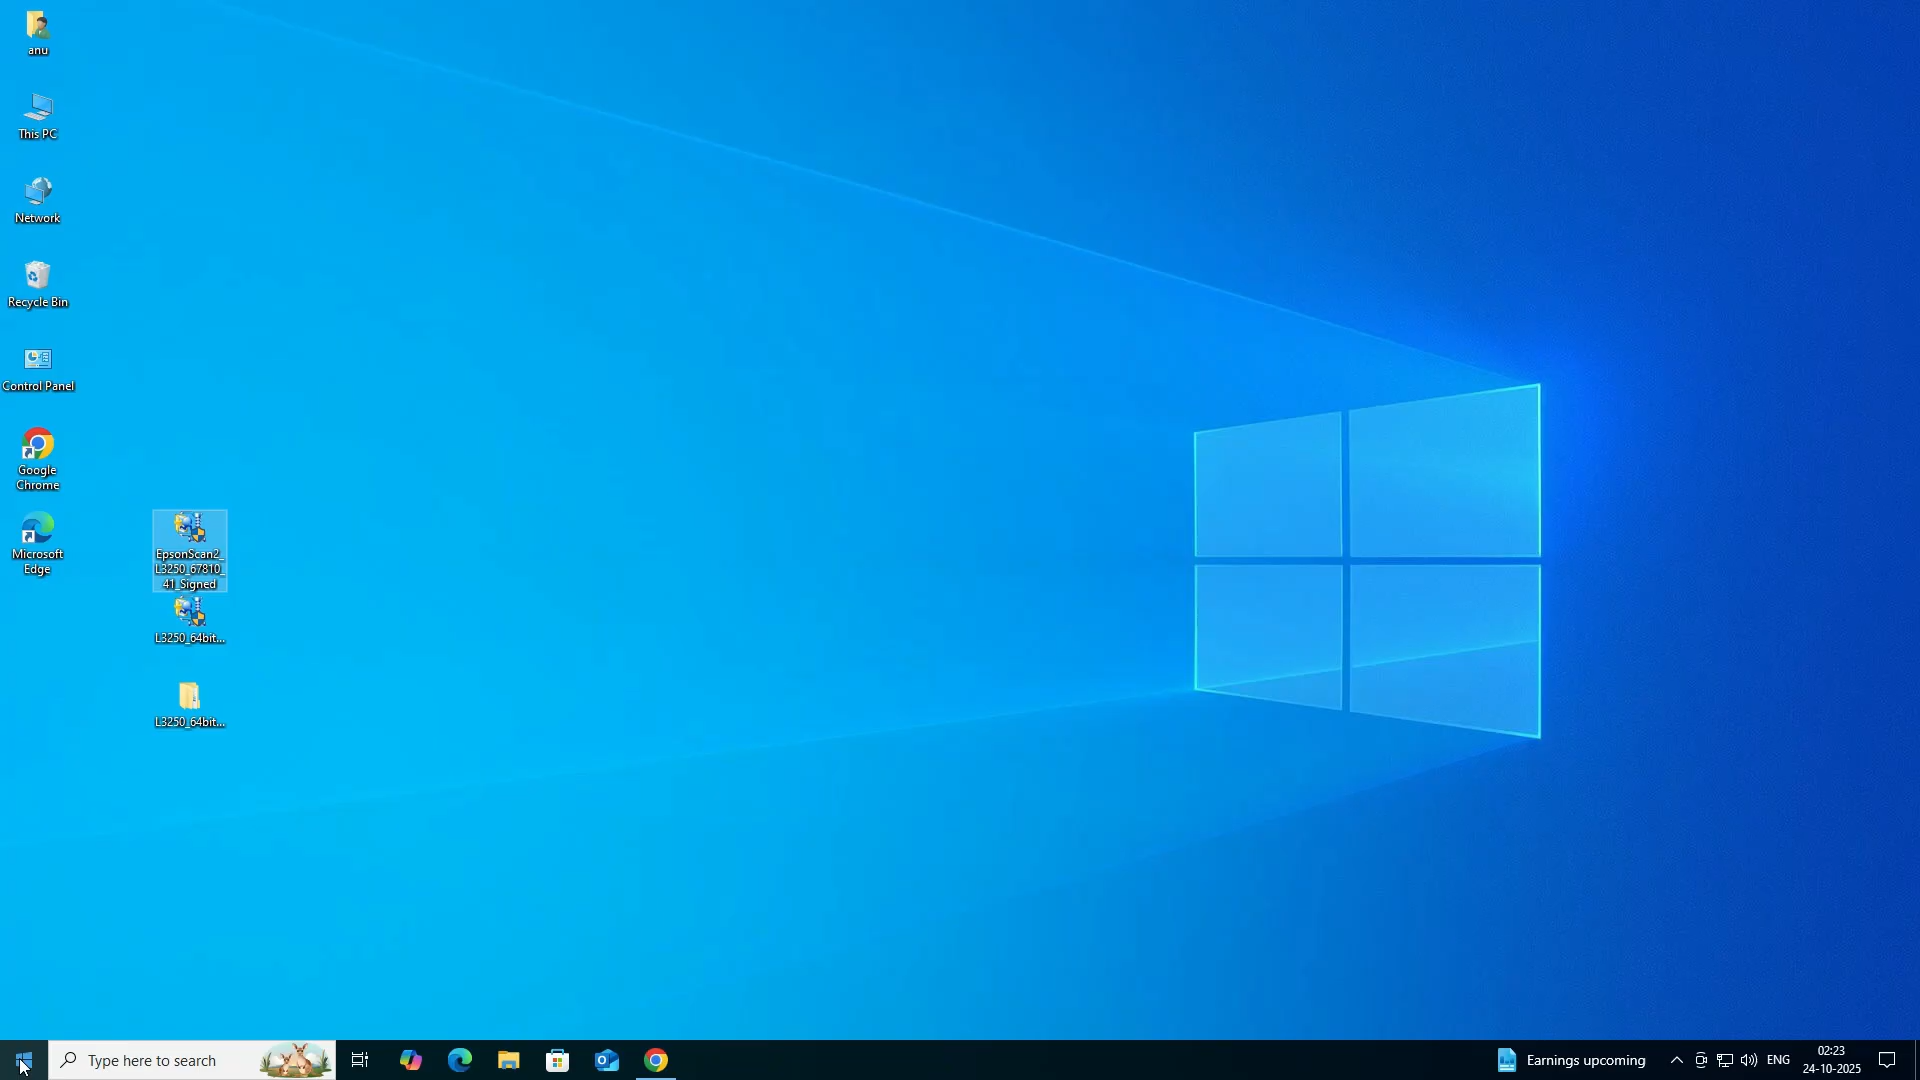 anu
This PC
Network
Recycle Bin
Control Panel
Google
Chrome
Microsoft
Edge
EpsonScan2_
L3250_67810_
41_Signed
L3250_64bit...
L3250_64bit...
Type here to search
Earnings upcoming
ENG
02:23
24-10-2025